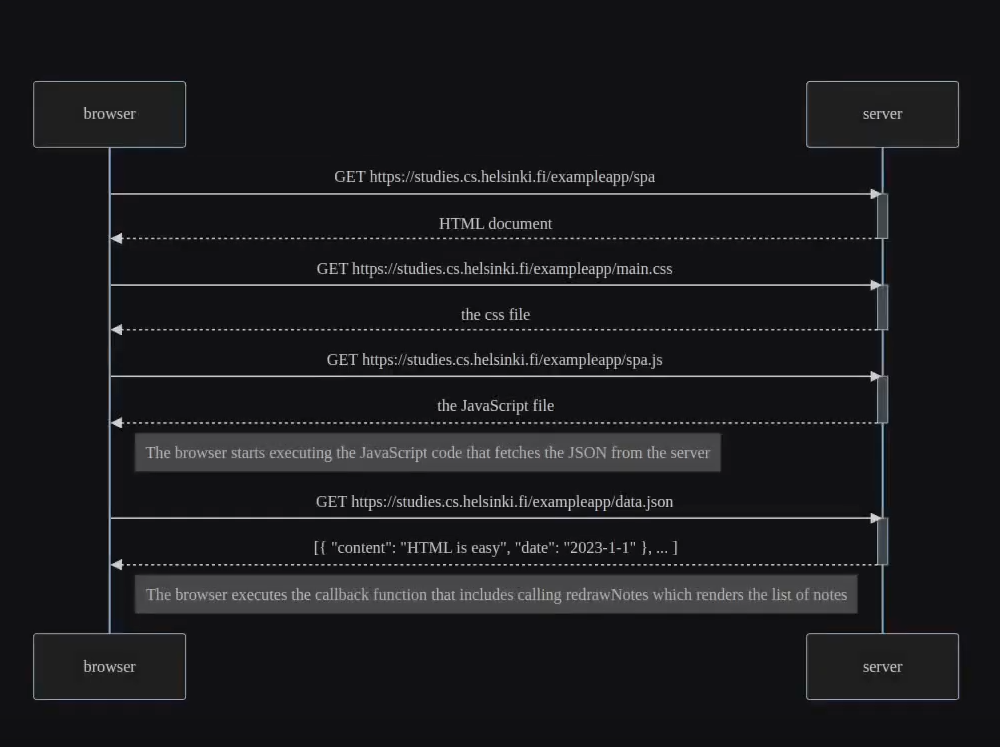 browser
server
GET https://studies.cs.helsinki.fi/exampleapp/spa
HTML document
GET https://studies.cs.helsinki.fi/exampleapp/main.css
the css file
GET https://studies.cs.helsinki.fi/exampleapp/spa.js
the JavaScript file
The browser starts executing the JavaScript code that fetches the JSON from the server
GET https://studies.cs.helsinki.fi/exampleapp/data.json
[{ "content": "HTML is easy", "date": "2023-1-1" }, ... ]
The browser executes the callback function that includes calling redrawNotes which renders the list of notes
browser
server